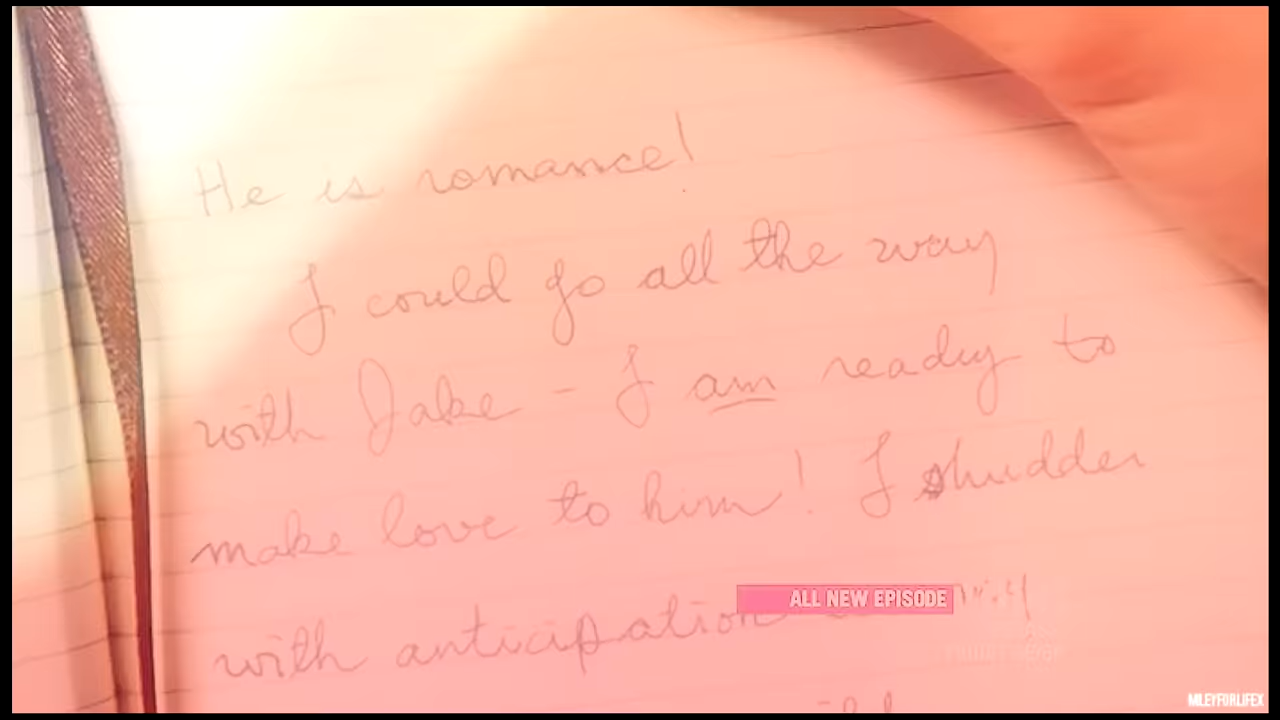 He is romance!
I could go all the way
with Jake - I am ready to
make love to him! I shudder
with anticipation
ALL NEW EPISODE
MILEYFORLIFEX